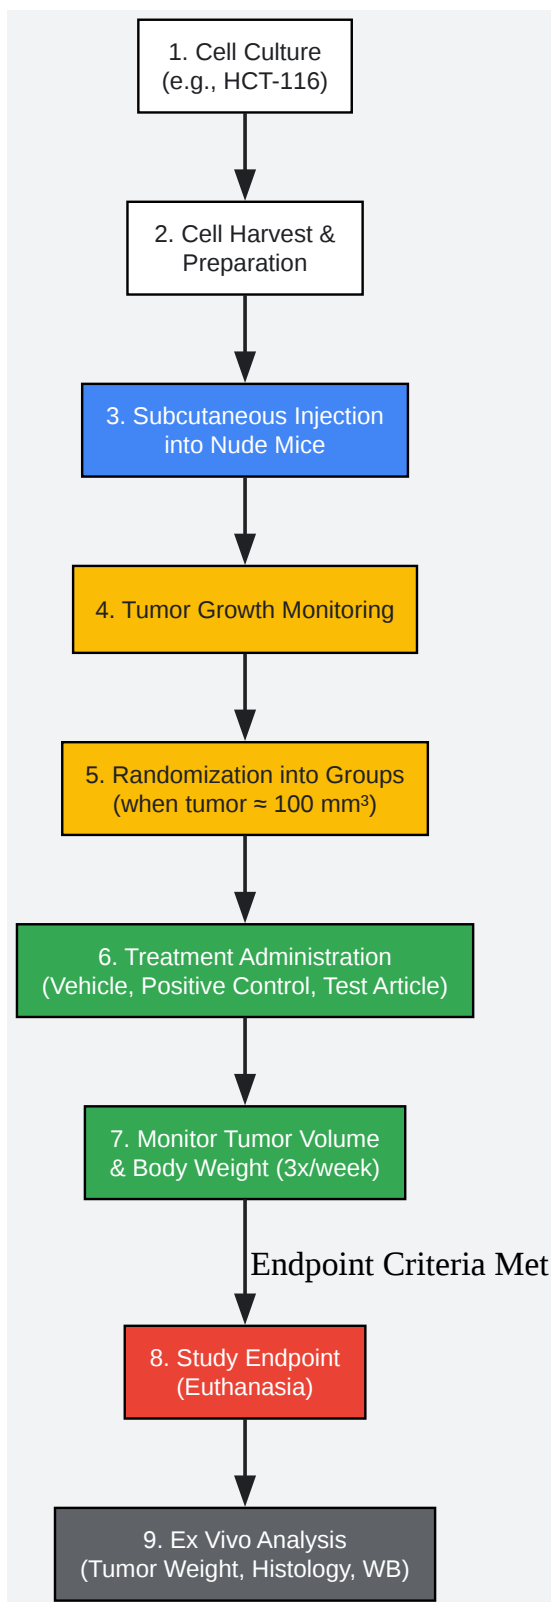 1. Cell Culture
(e.g., HCT-116)
2. Cell Harvest &
Preparation
3. Subcutaneous Injection
into Nude Mice
4. Tumor Growth Monitoring
5. Randomization into Groups
(when tumor ≈ 100 mm³)
6. Treatment Administration
(Vehicle, Positive Control, Test Article)
7. Monitor Tumor Volume
& Body Weight (3x/week)
Endpoint Criteria Met
8. Study Endpoint
(Euthanasia)
9. Ex Vivo Analysis
(Tumor Weight, Histology, WB)